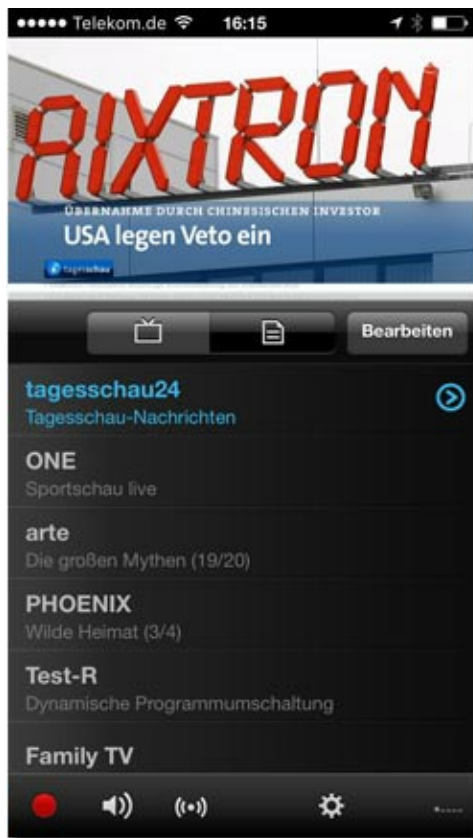 Telekom.de 16:15
AIXTRON
ÜBERNAHME DURCH CHINESISCHEN INVESTOR
USA legen Veto ein
tagesschau
Bearbeiten
tagesschau24
Tagesschau-Nachrichten
ONE
Sportschau live
arte
Die großen Mythen (19/20)
PHOENIX
Wilde Heimat (3/4)
Test-R
Dynamische Programmumschaltung
Family TV